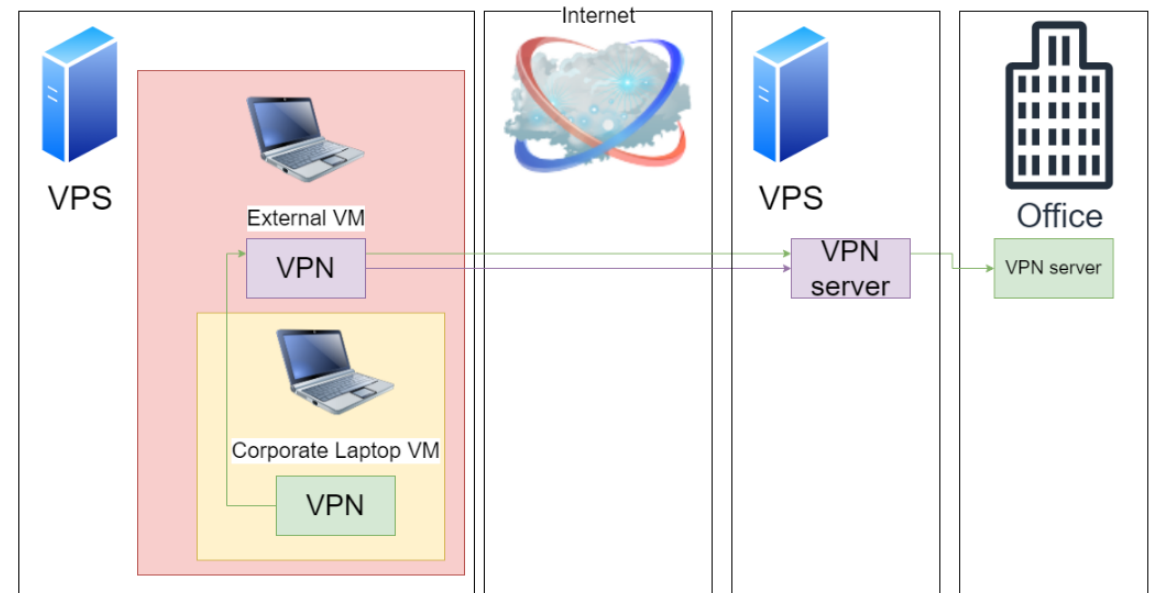 Internet
VPS
VPS
Office
External VM
VPN
VPN
server
VPN server
Corporate Laptop VM
VPN